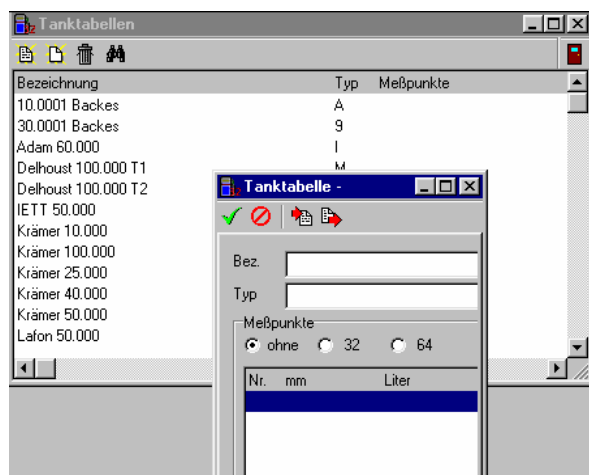 Tanktabellen
Bezeichnung Typ Meßpunkte
10.0001 Backes A
30.0001 Backes 9
Adam 60.000 I
Delhoust 100.000 T1 M
Delhoust 100.000 T2
IETT 50.000
Krämer 10.000
Krämer 100.000
Krämer 25.000
Krämer 40.000
Krämer 50.000
Lafon 50.000
Tanktabelle -
Bez.
Typ
Meßpunkte
ohne 32 64
Nr. mm Liter